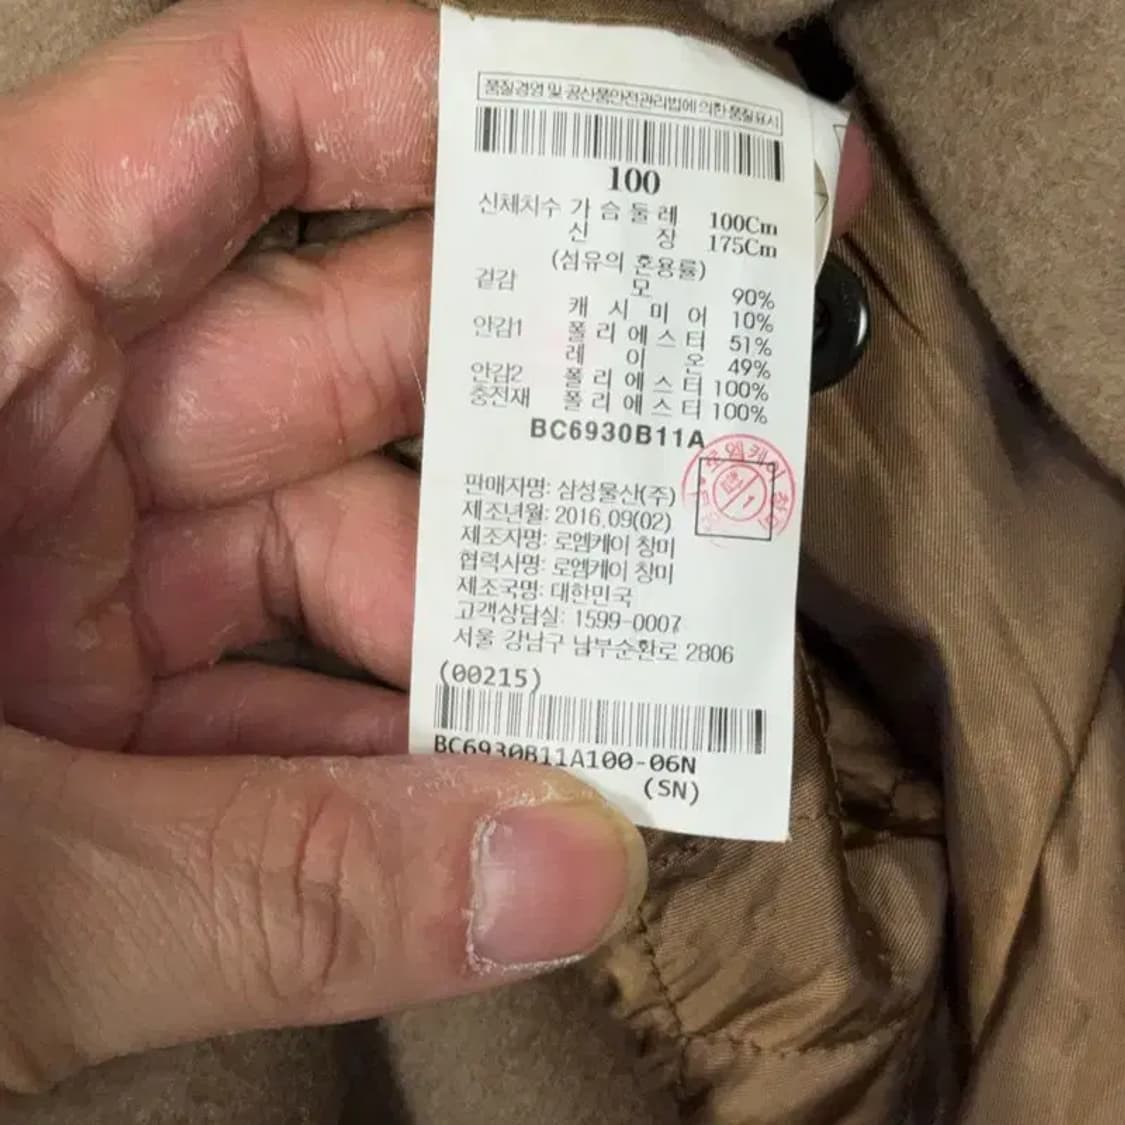 품질경영 및 공산품안전관리법에 의한 품질표시
100
신체치수 가 슴 둘 레 100Cm
신 장 175Cm
(섬유의 혼용률)
겉감 모 90%
캐 시 미 어 10%
안감1 폴 리 에 스 터 51%
레 이 온 49%
안감2 폴 리 에 스 터 100%
충전재 폴 리 에 스 터 100%
BC6930B11A
판매자명: 삼성물산(주)
제조년월: 2016.09(02)
제조자명: 로엠케이 창미
협력사명: 로엠케이 창미
제조국명: 대한민국
고객상담실: 1599-0007
서울 강남구 남부순환로 2806
(00215)
BC6930B11A100-06N
(SN)